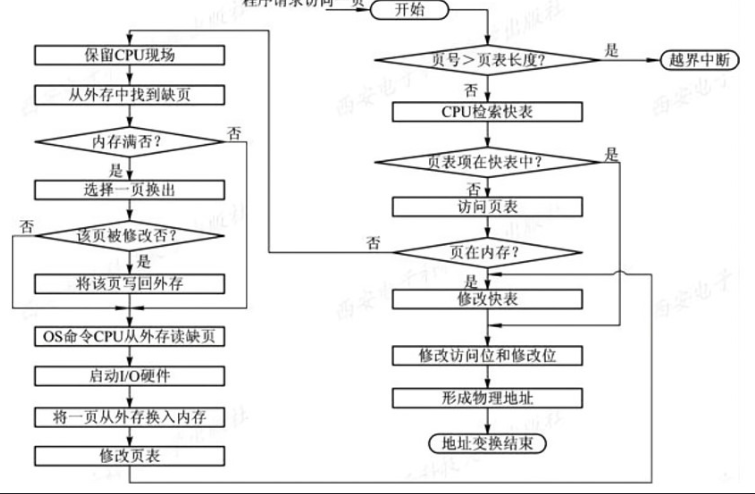 程序请求访问一页
开始
页号＞页表长度？
是
越界中断
否
CPU检索快表
页表项在快表中？
是
否
访问页表
页在内存？
否
是
修改快表
修改访问位和修改位
形成物理地址
地址变换结束
保留CPU现场
从外存中找到缺页
内存满否？
否
是
选择一页换出
该页被修改否？
否
是
将该页写回外存
OS命令CPU从外存读缺页
启动I/O硬件
将一页从外存换入内存
修改页表